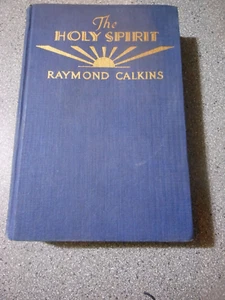 The
HOLY SPIRIT
RAYMOND CALKINS